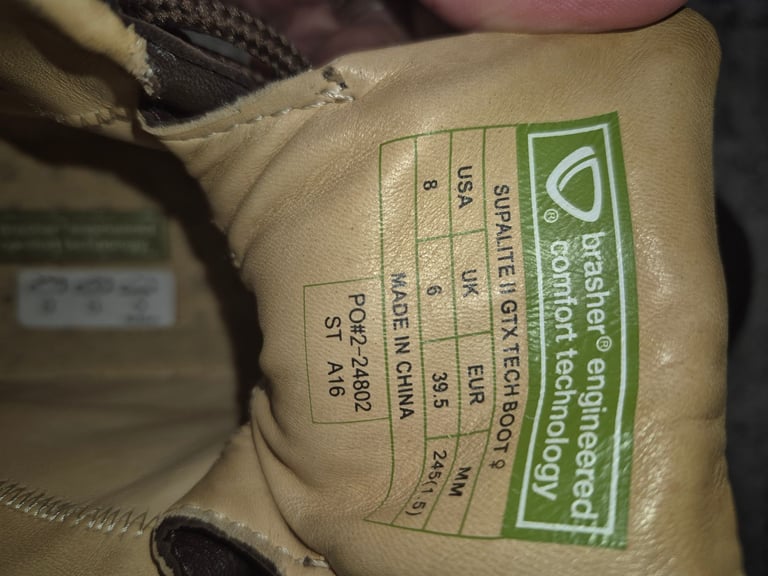 brasher® engineered
comfort technology
®
SUPALITE II GTX TECH BOOT ♀
USA UK EUR MM
8 6 39.5 245(1.5)
MADE IN CHINA
PO#2-24802
ST A16